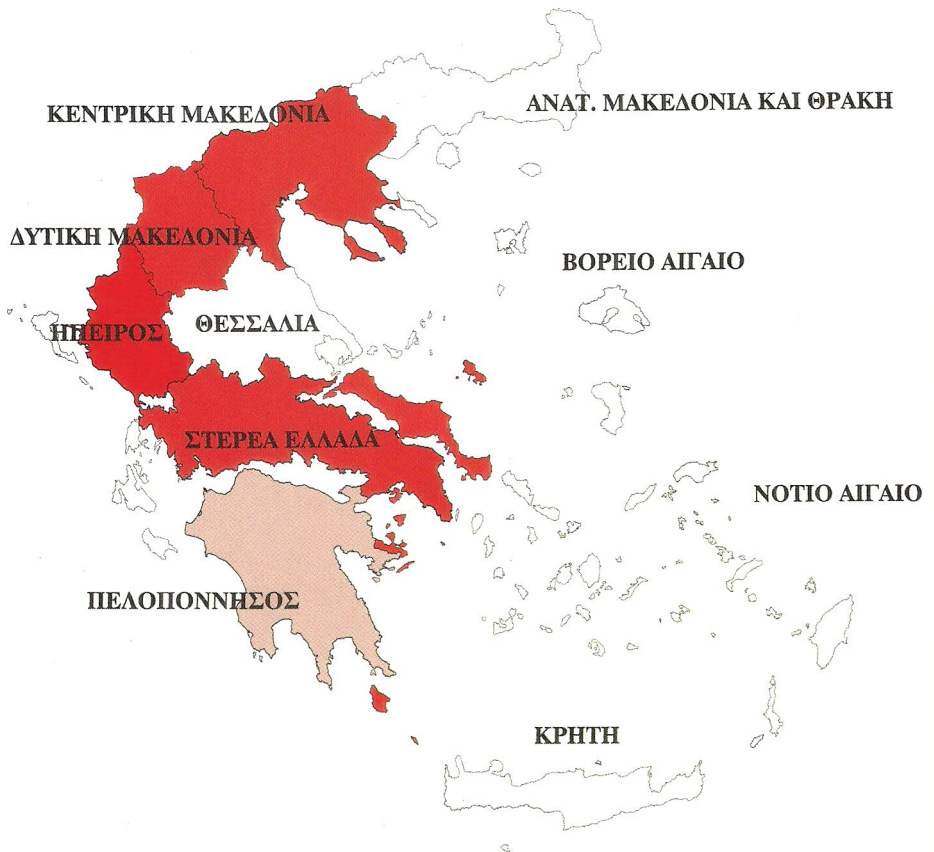 ΚΕΝΤΡΙΚΗ ΜΑΚΕΔΟΝΙΑ
ΑΝΑΤ. ΜΑΚΕΔΟΝΙΑ ΚΑΙ ΘΡΑΚΗ
ΔΥΤΙΚΗ ΜΑΚΕΔΟΝΙΑ
ΒΟΡΕΙΟ ΑΙΓΑΙΟ
ΗΠΕΙΡΟΣ
ΘΕΣΣΑΛΙΑ
ΣΤΕΡΕΑ ΕΛΛΑΔΑ
ΝΟΤΙΟ ΑΙΓΑΙΟ
ΠΕΛΟΠΟΝΝΗΣΟΣ
ΚΡΗΤΗ